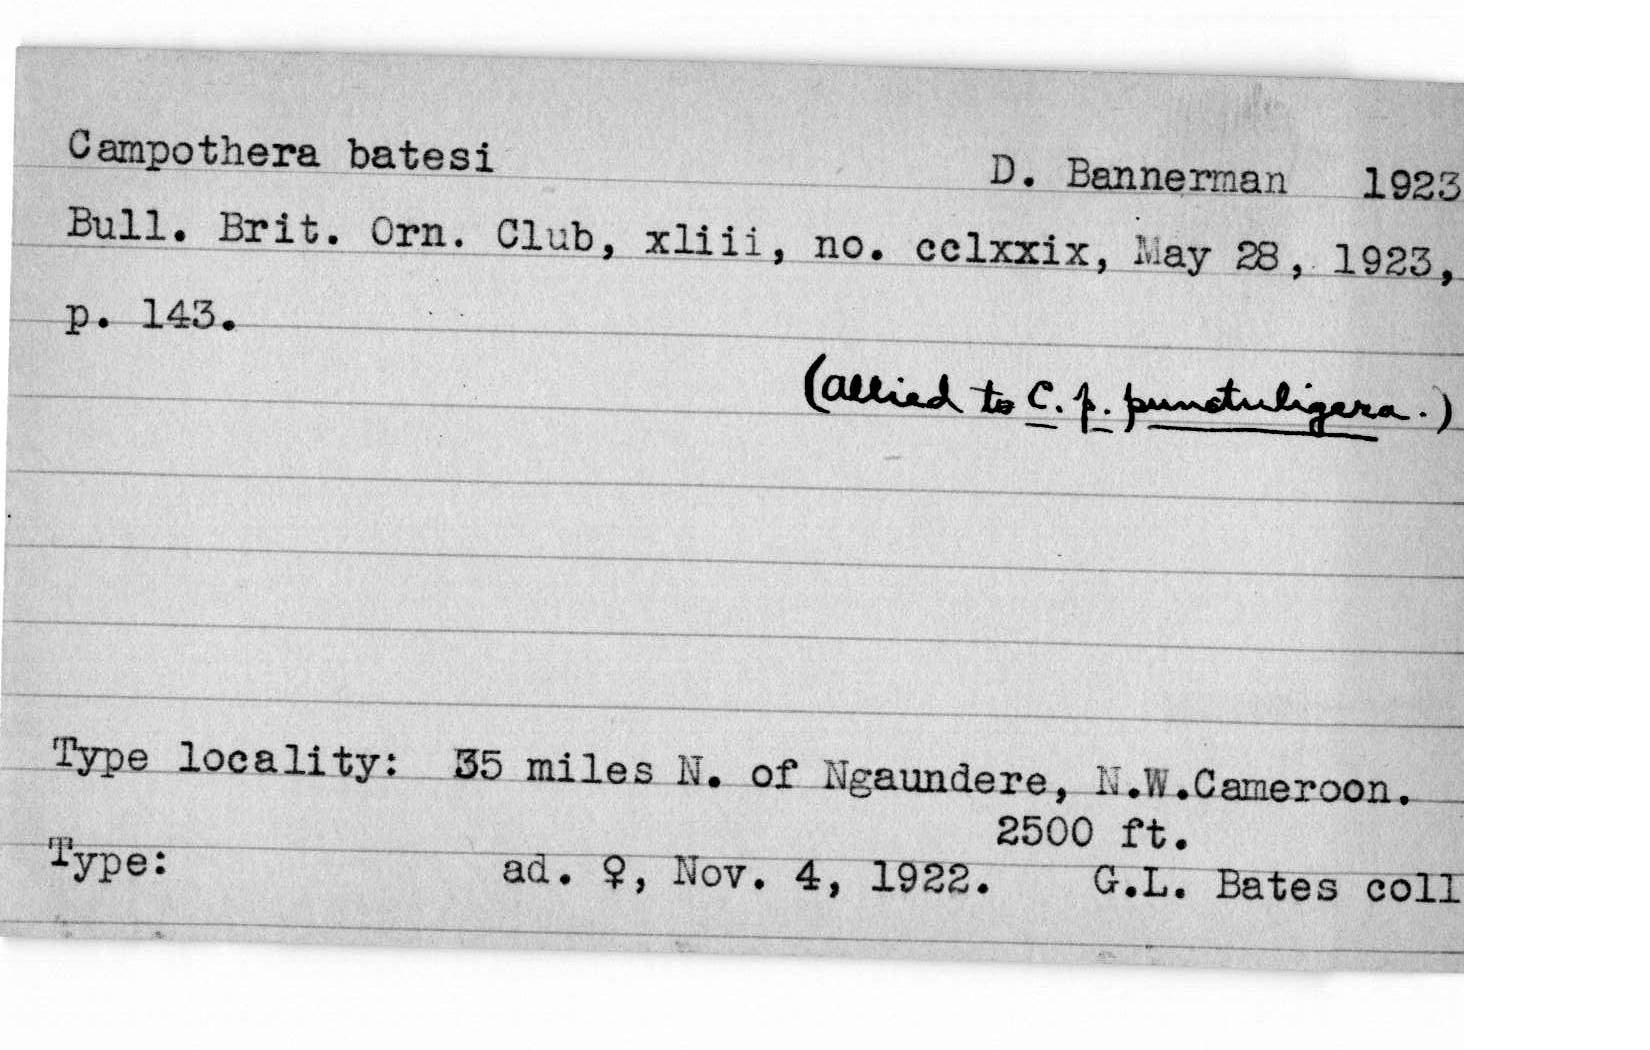 Campothera batesi D. Bannerman 1923
Bull. Brit. Orn. Club, xliii, no. cclxxix, May 28, 1923,
p. 143.
(allied to C. p. punctuligera.)
Type locality: 35 miles N. of Ngaundere, N.W.Cameroon.
2500 ft.
Type: ad. ♀, Nov. 4, 1922. G.L. Bates coll